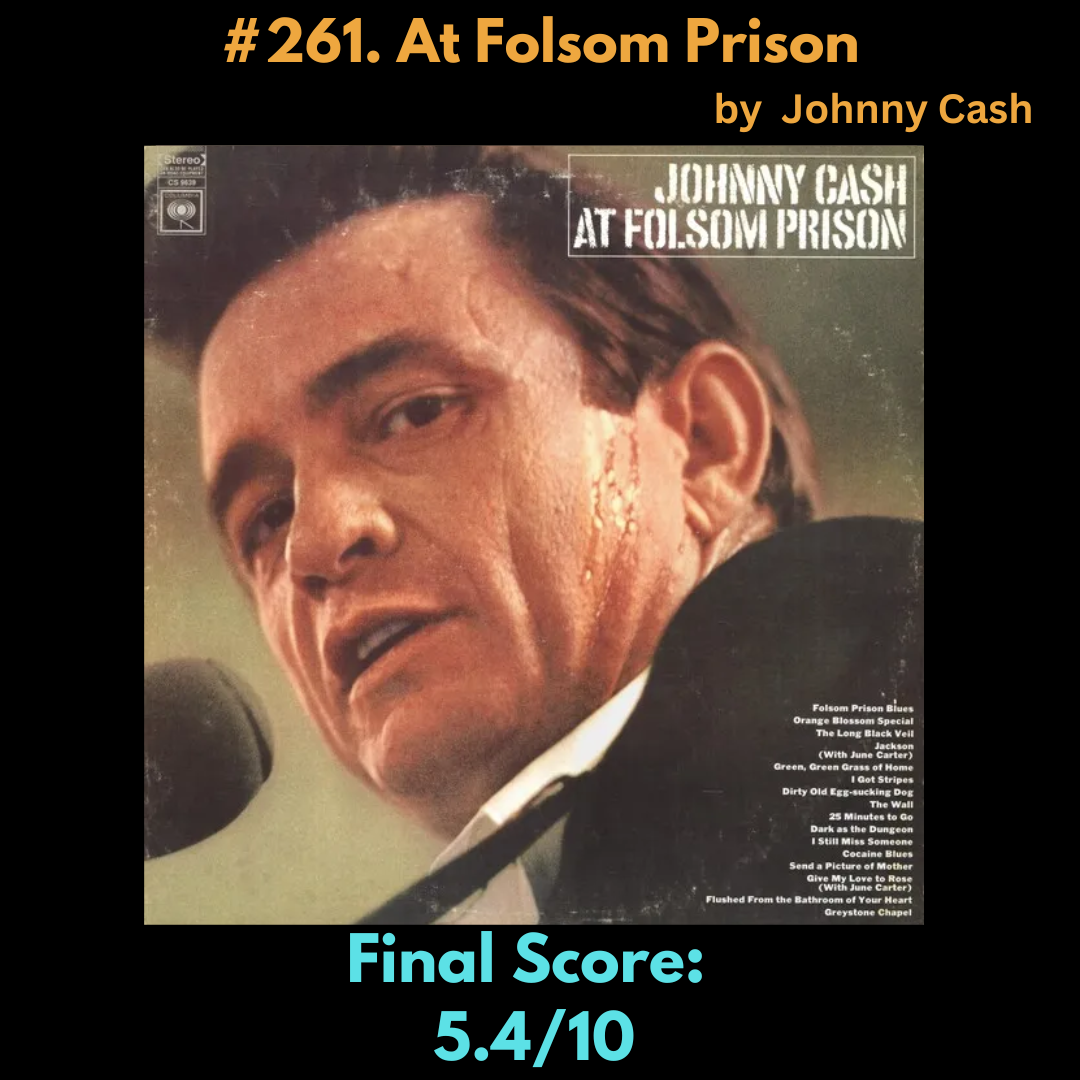 #261. At Folsom Prison
by Johnny Cash
Stereo
CS 9639
COLUMBIA
JOHNNY CASH
AT FOLSOM PRISON
Folsom Prison Blues
Orange Blossom Special
The Long Black Veil
Jackson
(With June Carter)
Green, Green Grass of Home
I Got Stripes
Dirty Old Egg-sucking Dog
The Wall
25 Minutes to Go
Dark as the Dungeon
I Still Miss Someone
Cocaine Blues
Send a Picture of Mother
Give My Love to Rose
(With June Carter)
Flushed From the Bathroom of Your Heart
Greystone Chapel
Final Score:
5.4/10